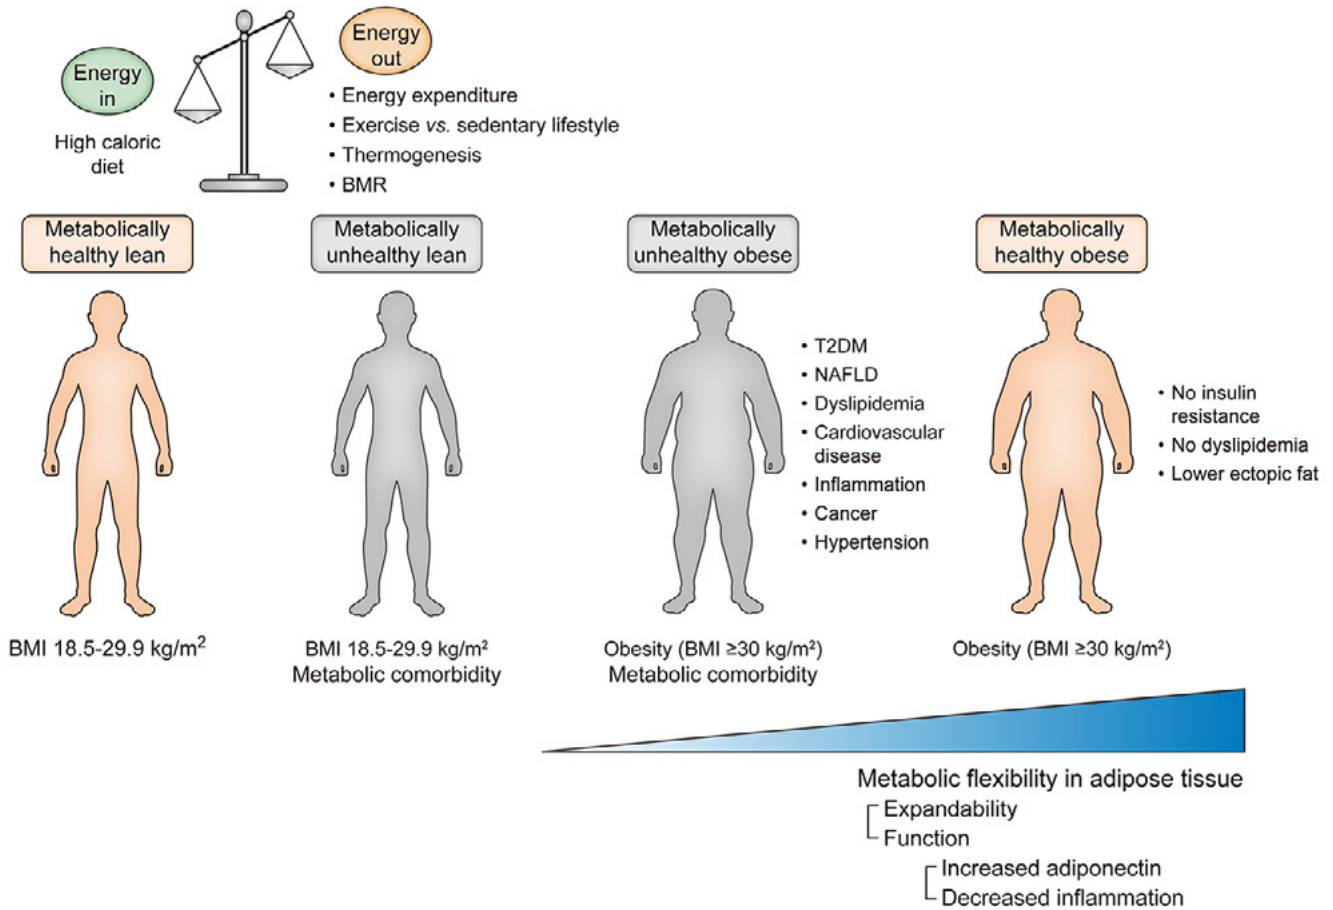 Energy
in
High caloric
diet
Energy
out
• Energy expenditure
• Exercise vs. sedentary lifestyle
• Thermogenesis
• BMR
Metabolically
healthy lean
BMI 18.5-29.9 kg/m²
Metabolically
unhealthy lean
BMI 18.5-29.9 kg/m²
Metabolic comorbidity
Metabolically
unhealthy obese
• T2DM
• NAFLD
• Dyslipidemia
• Cardiovascular
disease
• Inflammation
• Cancer
• Hypertension
Obesity (BMI ≥30 kg/m²)
Metabolic comorbidity
Metabolically
healthy obese
• No insulin
resistance
• No dyslipidemia
• Lower ectopic fat
Obesity (BMI ≥30 kg/m²)
Metabolic flexibility in adipose tissue
Expandability
Function
Increased adiponectin
Decreased inflammation